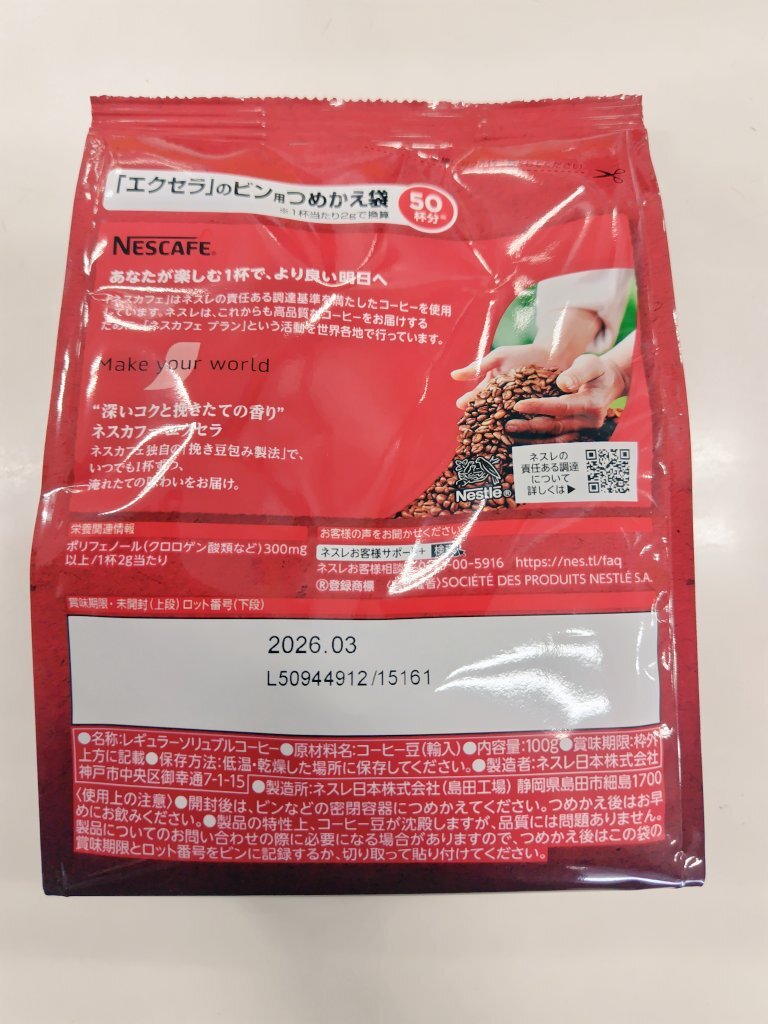 「エクセラ」のビン用つめかえ袋
50
杯分※
※1杯当たり2gで換算
NESCAFÉ®
あなたが楽しむ1杯で、より良い明日へ
「ネスカフェ」はネスレの責任ある調達基準を満たしたコーヒーを使用
しています。ネスレは、これからも高品質なコーヒーをお届けする
ため「ネスカフェ プラン」という活動を世界各地で行っています。
Make your world
“深いコクと挽きたての香り”
ネスカフェ エクセラ
ネスカフェ独自の「挽き豆包み製法」で、
いつでも1杯ずつ、
淹れたての味わいをお届け。
Nestlé®
ネスレの
責任ある調達
について
詳しくは▶
栄養関連情報
ポリフェノール(クロロゲン酸類など)300mg
以上/1杯2g当たり
お客様の声をお聞かせください
ネスレお客様サポート+
ネスレお客様相談 00-5916 https://nes.tl/faq
®登録商標 SOCIÉTÉ DES PRODUITS NESTLÉ S.A.
賞味期限・未開封(上段) ロット番号(下段)
2026.03
L50944912/15161
●名称:レギュラーソリュブルコーヒー●原材料名:コーヒー豆(輸入)●内容量:100g●賞味期限:枠外
上方に記載●保存方法:低温・乾燥した場所に保存してください。●製造者:ネスレ日本株式会社
神戸市中央区御幸通7-1-15 ●製造所:ネスレ日本株式会社(島田工場) 静岡県島田市細島1700
〈使用上の注意〉●開封後は、ビンなどの密閉容器につめかえてください。つめかえ後はお早
めにお飲みください。●製品の特性上、コーヒー豆が沈殿しますが、品質には問題ありません。
製品についてのお問い合わせの際に必要になる場合がありますので、つめかえ後はこの袋の
賞味期限とロット番号をビンに記録するか、切り取って貼り付けてください。